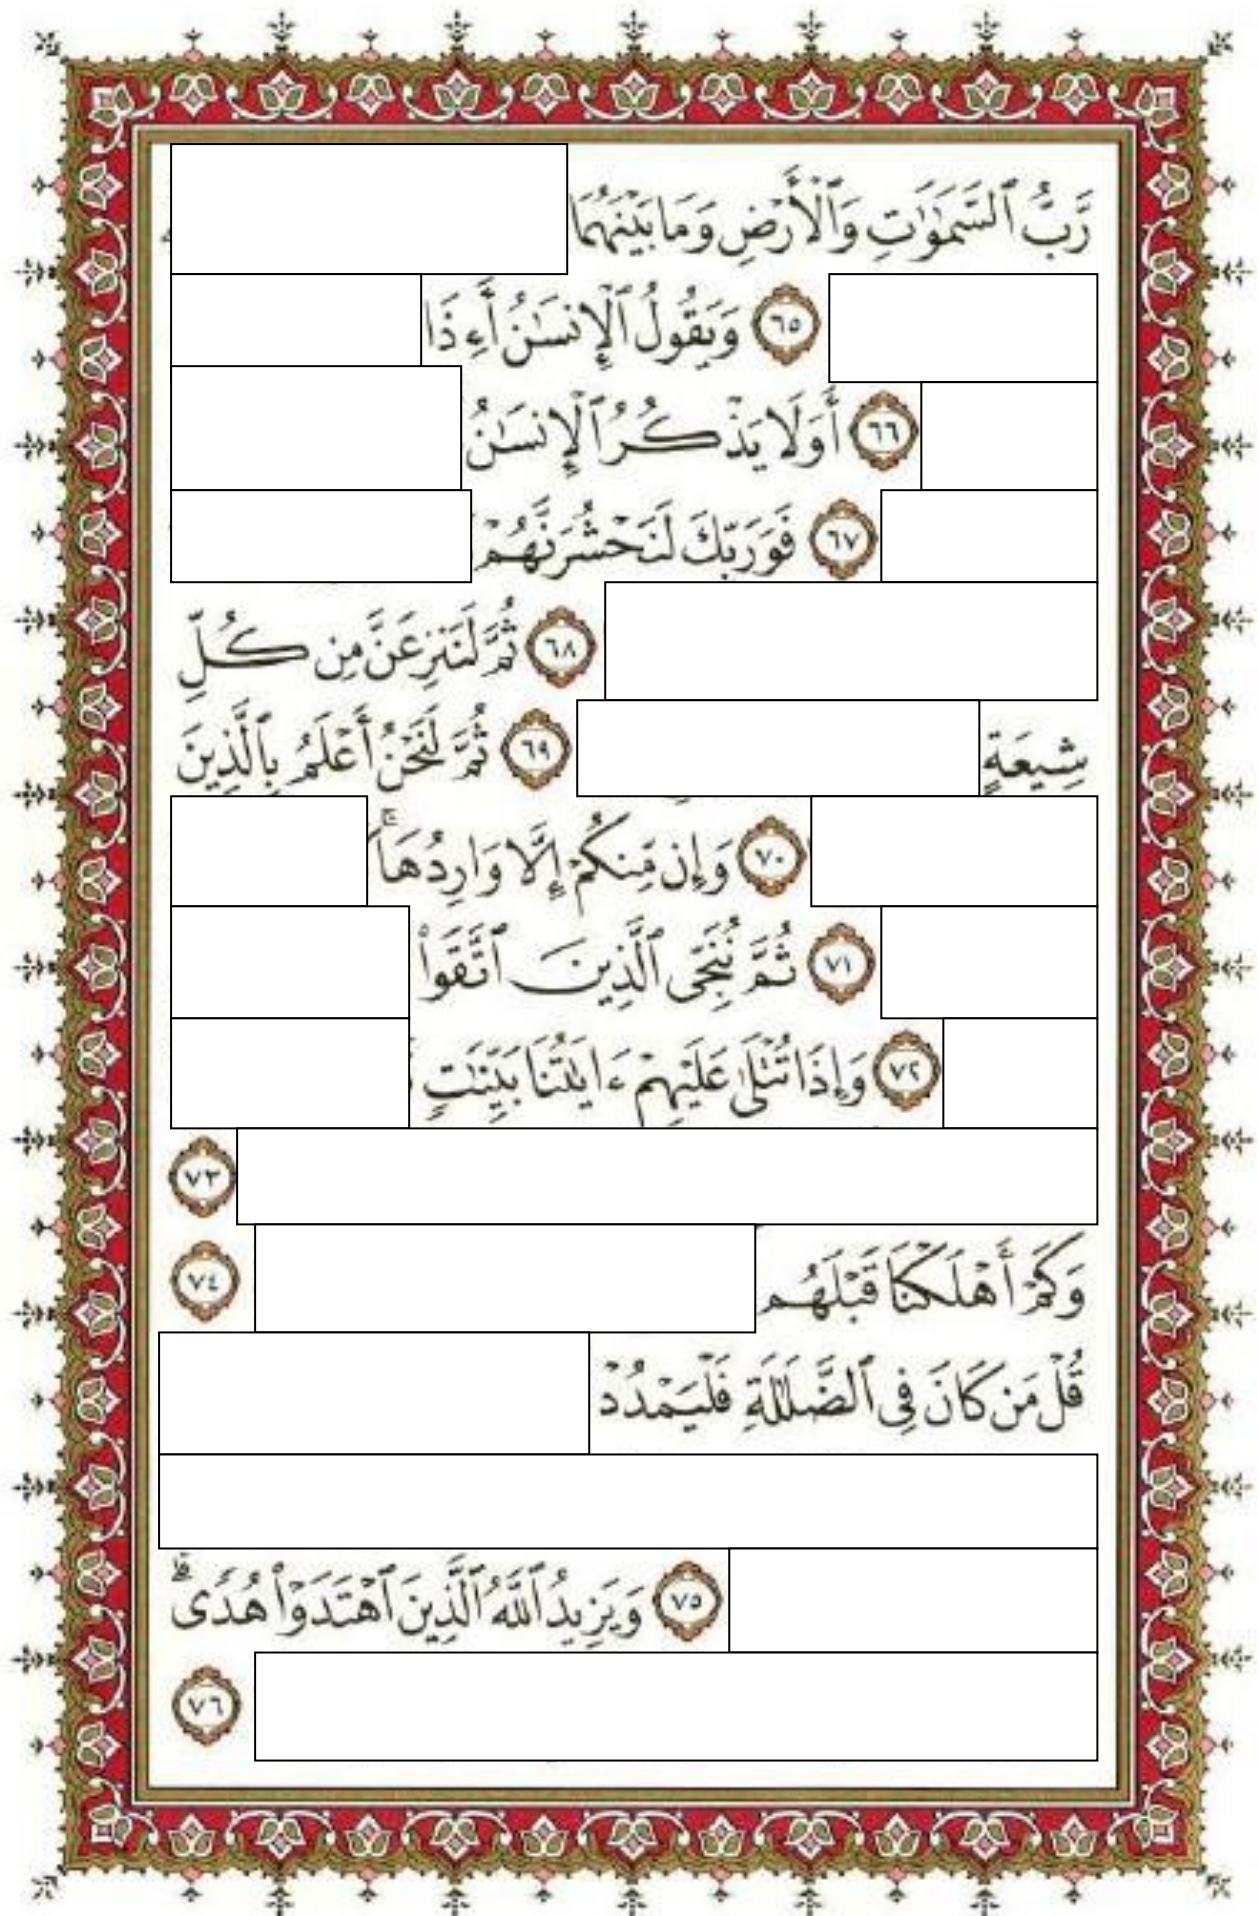 رَّبُّ ٱلسَّمَٰوَٰتِ وَٱلْأَرْضِ وَمَا بَيْنَهُمَا
٦٥ وَيَقُولُ ٱلْإِنسَٰنُ أَءِذَا
٦٦ أَوَلَا يَذْكُرُ ٱلْإِنسَٰنُ
٦٧ فَوَرَبِّكَ لَنَحْشُرَنَّهُمْ
٦٨ ثُمَّ لَنَنزِعَنَّ مِن كُلِّ
شِيعَةٍ ٦٩ ثُمَّ لَنَحْنُ أَعْلَمُ بِٱلَّذِينَ
٧٠ وَإِن مِّنكُمْ إِلَّا وَارِدُهَا ۚ
٧١ ثُمَّ نُنَجِّى ٱلَّذِينَ ٱتَّقَوا۟
٧٢ وَإِذَا تُتْلَىٰ عَلَيْهِمْ ءَايَٰتُنَا بَيِّنَٰتٍ
٧٣
وَكَمْ أَهْلَكْنَا قَبْلَهُم ٧٤
قُلْ مَن كَانَ فِى ٱلضَّلَٰلَةِ فَلْيَمْدُدْ
٧٥ وَيَزِيدُ ٱللَّهُ ٱلَّذِينَ ٱهْتَدَوْا۟ هُدًى ۗ
٧٦